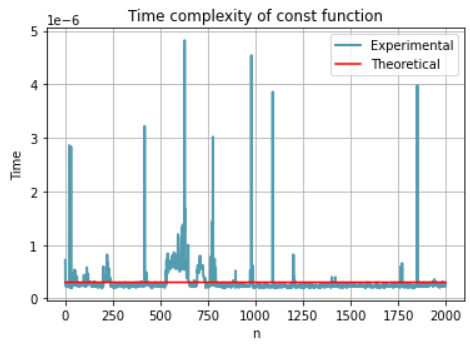 Time complexity of const function
1e−6
Experimental
Theoretical
5
4
3
2
1
0
Time
0 250 500 750 1000 1250 1500 1750 2000
n